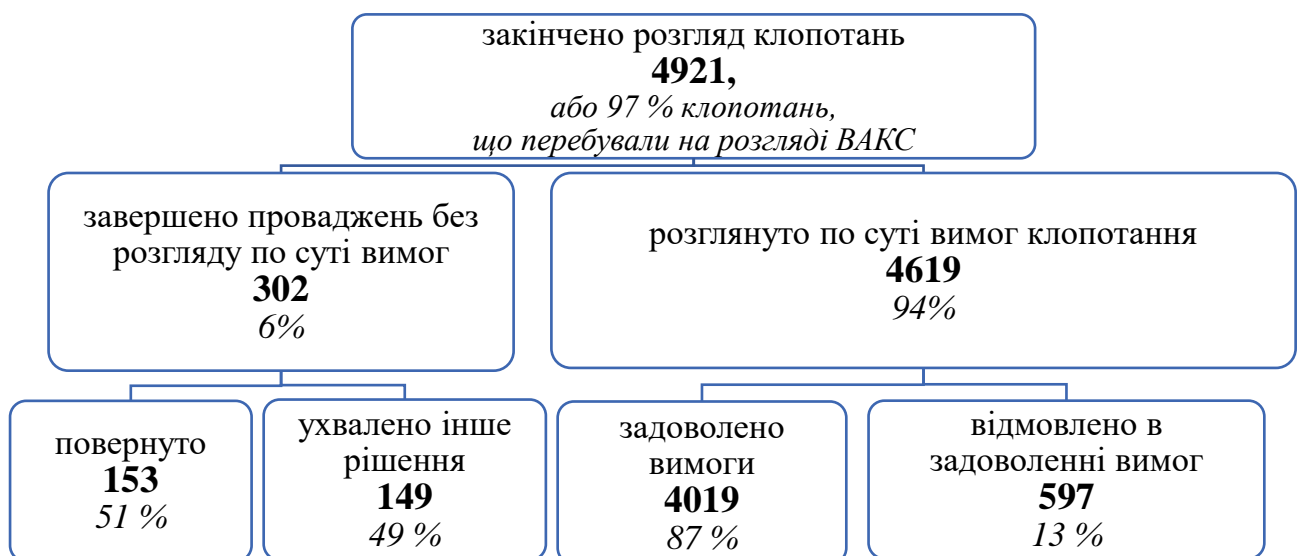 закінчено розгляд клопотань
4921,
або 97 % клопотань,
що перебували на розгляді ВАКС
завершено проваджень без
розгляду по суті вимог
302
6%
розглянуто по суті вимог клопотання
4619
94%
повернуто
153
51 %
ухвалено інше
рішення
149
49 %
задоволено
вимоги
4019
87 %
відмовлено в
задоволенні вимог
597
13 %